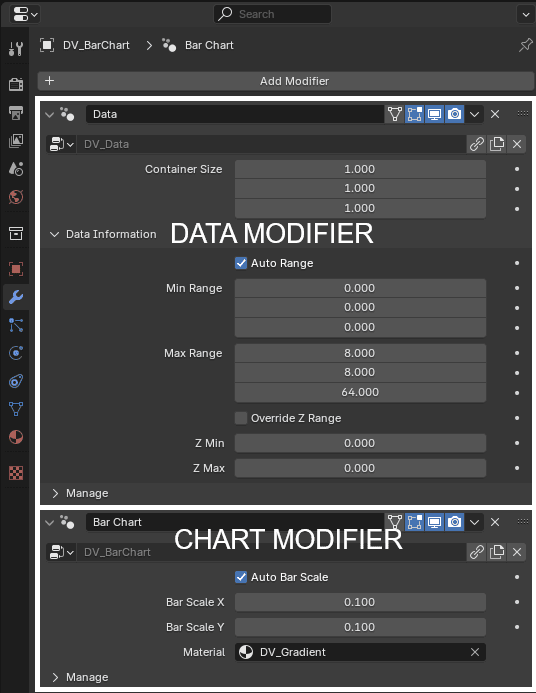 Search
DV_BarChart > Bar Chart
+ Add Modifier
Data
DV_Data
Container Size 1.000
1.000
1.000
Data Information
DATA MODIFIER
Auto Range
Min Range 0.000
0.000
0.000
Max Range 8.000
8.000
64.000
Override Z Range
Z Min 0.000
Z Max 0.000
Manage
Bar Chart
CHART MODIFIER
DV_BarChart
Auto Bar Scale
Bar Scale X 0.100
Bar Scale Y 0.100
Material DV_Gradient
Manage